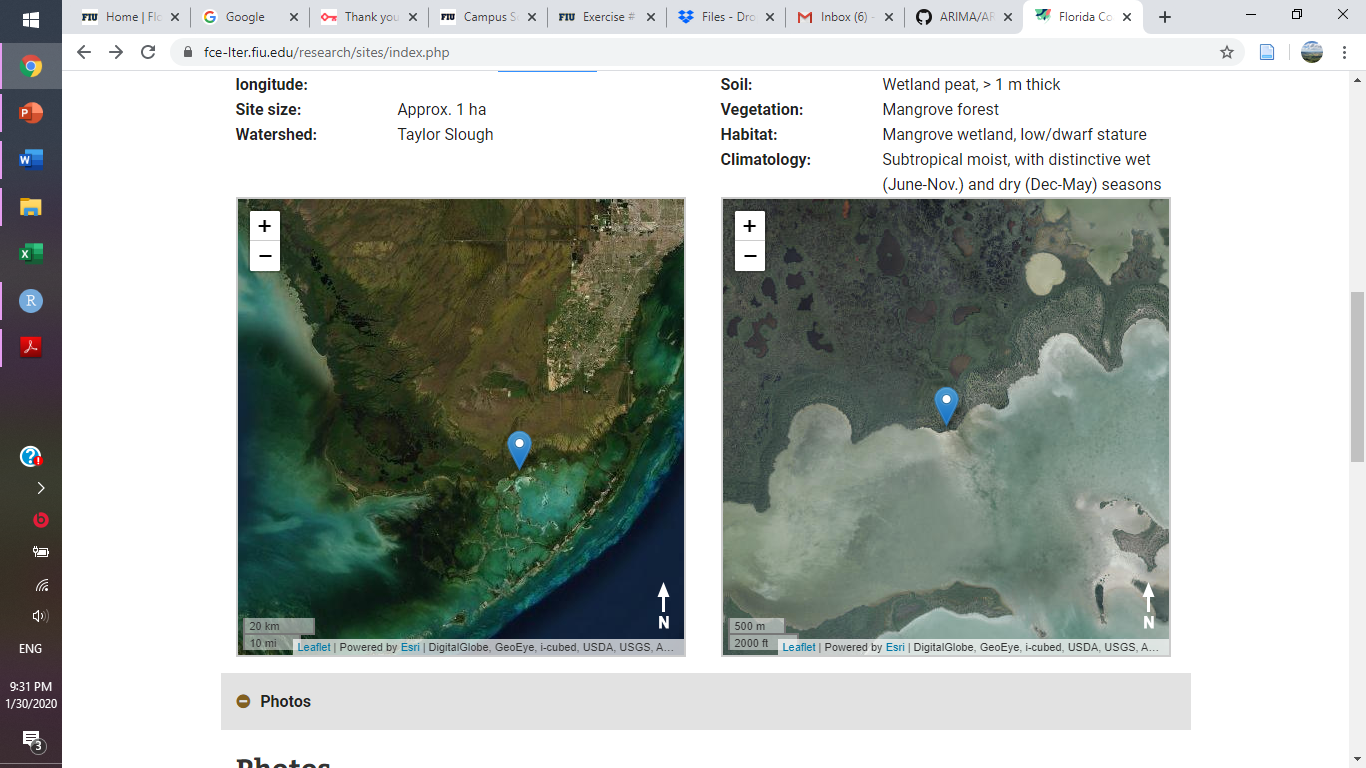 Home | Flo
Google
Thank you
FIU Campus S
FIU Exercise #
Files - Dro
Inbox (6) -
ARIMA/AR
Florida Co
fce-lter.fiu.edu/research/sites/index.php
longitude:
Site size: Approx. 1 ha
Watershed: Taylor Slough
Soil: Wetland peat, > 1 m thick
Vegetation: Mangrove forest
Habitat: Mangrove wetland, low/dwarf stature
Climatology: Subtropical moist, with distinctive wet
(June-Nov.) and dry (Dec-May) seasons
+
−
N
20 km
10 mi
Leaflet | Powered by Esri | DigitalGlobe, GeoEye, i-cubed, USDA, USGS, A...
+
−
N
500 m
2000 ft
Leaflet | Powered by Esri | DigitalGlobe, GeoEye, i-cubed, USDA, USGS, A...
Photos
Photos
ENG
9:31 PM
1/30/2020
3